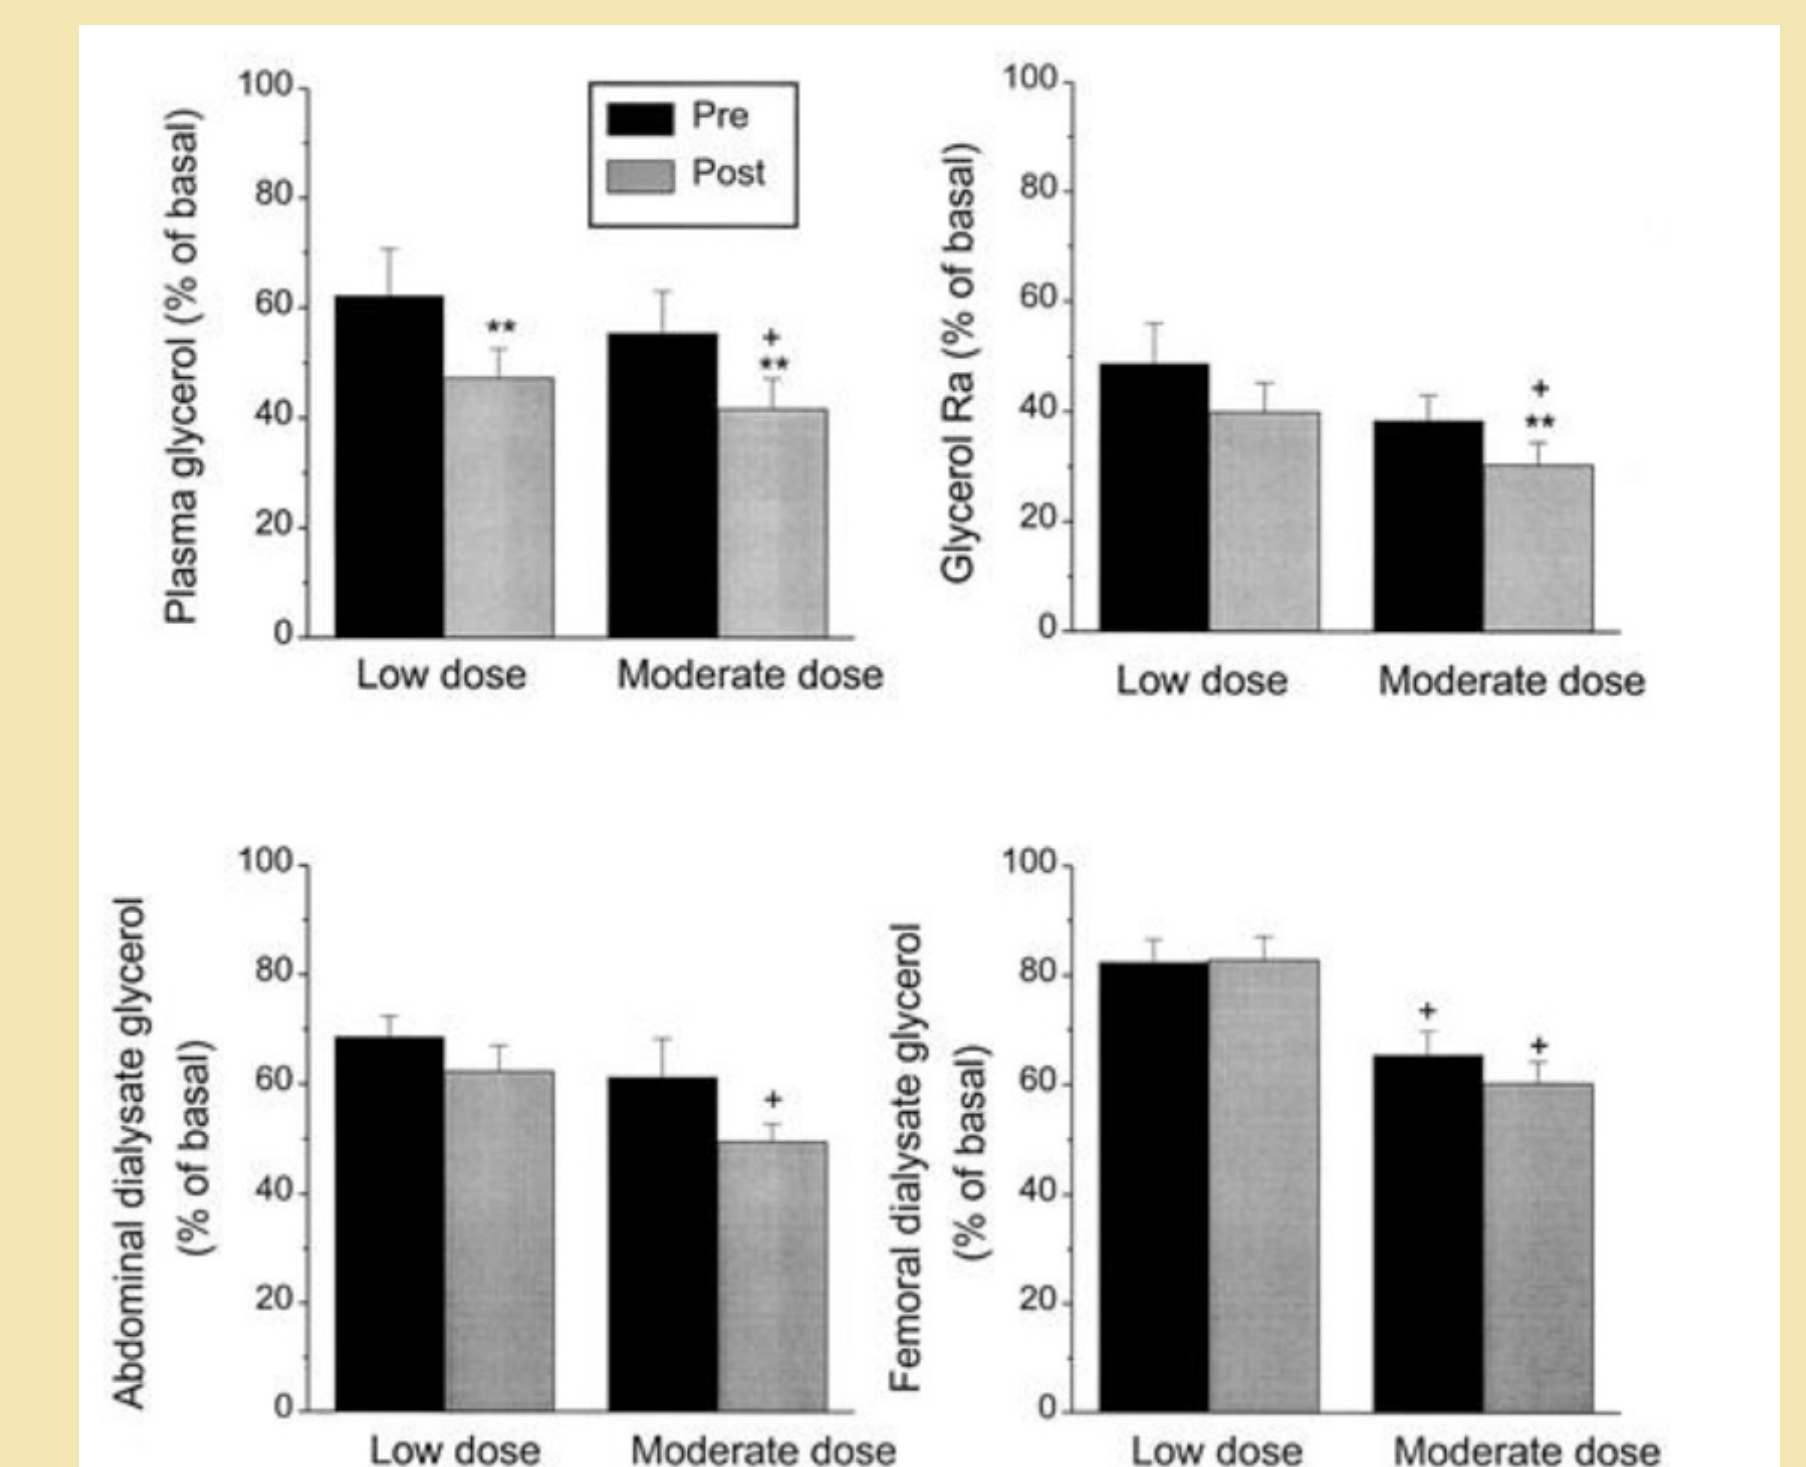 Plasma glycerol (% of basal)
100
80
60
40
20
0
Pre
Post
**
+
**
Low dose
Moderate dose
Glycerol Ra (% of basal)
100
80
60
40
20
0
+
**
Low dose
Moderate dose
Abdominal dialysate glycerol
(% of basal)
100
80
60
40
20
0
+
Low dose
Moderate dose
Femoral dialysate glycerol
(% of basal)
100
80
60
40
20
0
+
+
Low dose
Moderate dose